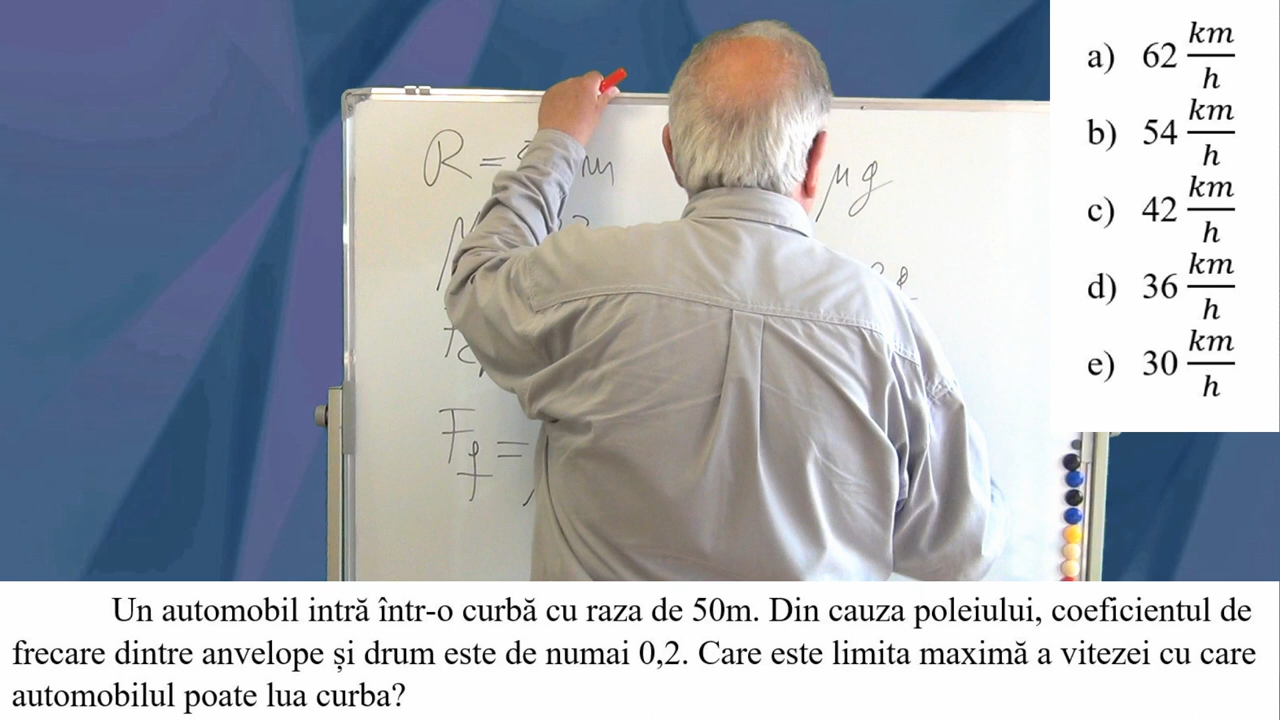 R =
m
μg
F_f =
a) 62 km/h
b) 54 km/h
c) 42 km/h
d) 36 km/h
e) 30 km/h
Un automobil intră într-o curbă cu raza de 50m. Din cauza poleiului, coeficientul de
frecare dintre anvelope și drum este de numai 0,2. Care este limita maximă a vitezei cu care
automobilul poate lua curba?